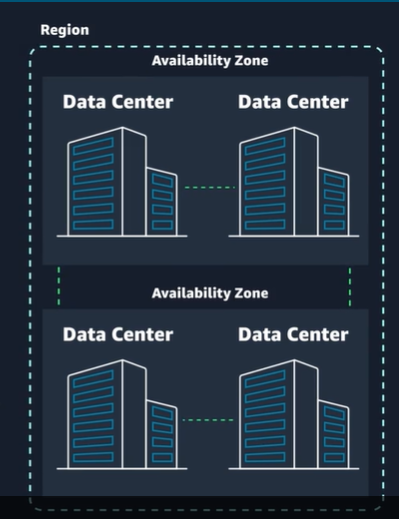 Region
Availability Zone
Data Center Data Center
Availability Zone
Data Center Data Center